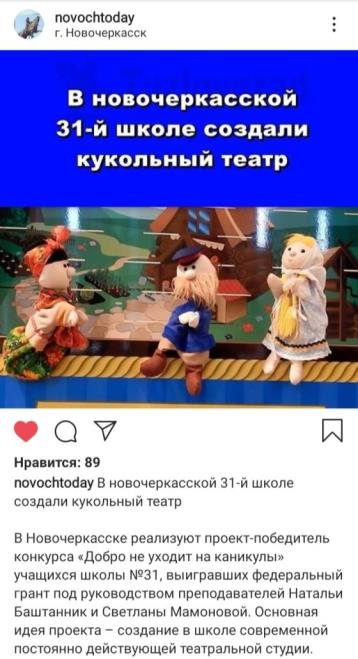 novochtoday
г. Новочеркасск
В новочеркасской
31-й школе создали
кукольный театр
Нравится: 89
novochtoday В новочеркасской 31-й школе
создали кукольный театр
В Новочеркасске реализуют проект-победитель
конкурса «Добро не уходит на каникулы»
учащихся школы №31, выигравших федеральный
грант под руководством преподавателей Натальи
Баштанник и Светланы Мамоновой. Основная
идея проекта – создание в школе современной
постоянно действующей театральной студии.